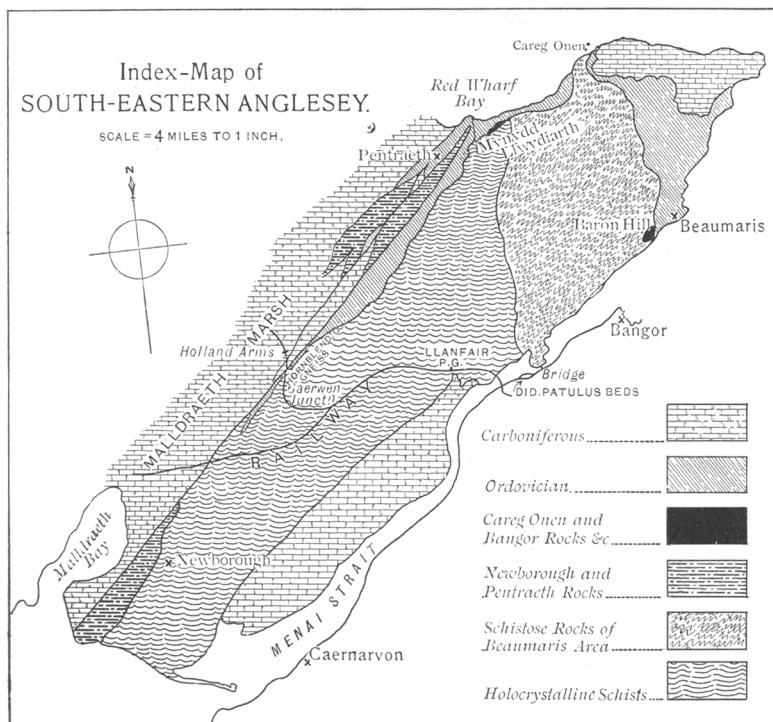 Index-Map of
SOUTH-EASTERN ANGLESEY.
SCALE = 4 MILES TO 1 INCH.
N
Careg Onen
Red Wharf
Bay
Pentraeth
Mynydd
Llwydiarth
Baron Hill
Beaumaris
Bangor
Holland Arms
MALLDRAETH MARSH
HORNBLENDE
GNEISS
Gaerwen
Junctn
LLANFAIR
P.G.
Bridge
DID. PATULUS BEDS
RAILWAY
Malldraeth
Bay
Newborough
MENAI STRAIT
Caernarvon
Carboniferous
Ordovician
Careg Onen and
Bangor Rocks &c
Newborough and
Pentraeth Rocks
Schistose Rocks of
Beaumaris Area
Holocrystalline Schists